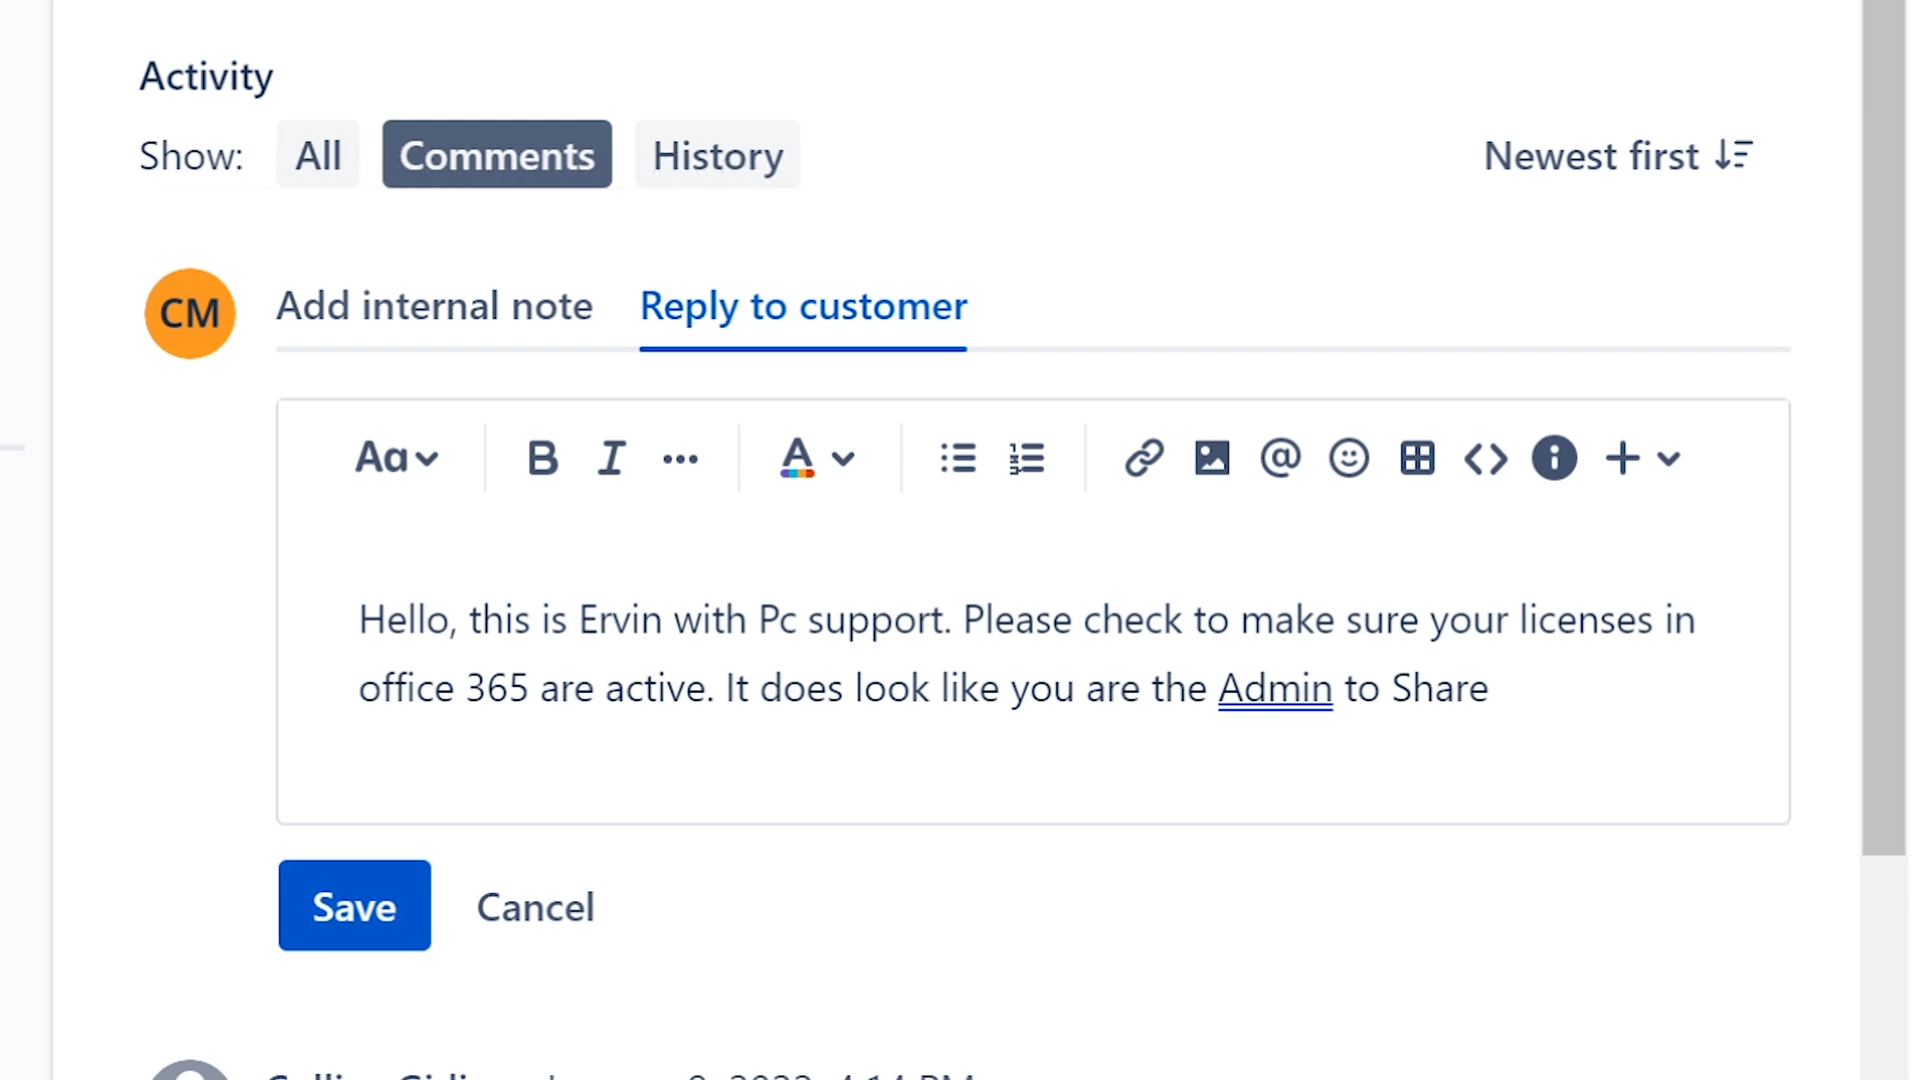 Activity
Show: All Comments History Newest first
CM Add internal note Reply to customer
Aa B I ... A @ <> i +
Hello, this is Ervin with Pc support. Please check to make sure your licenses in
office 365 are active. It does look like you are the Admin to Share
Save Cancel